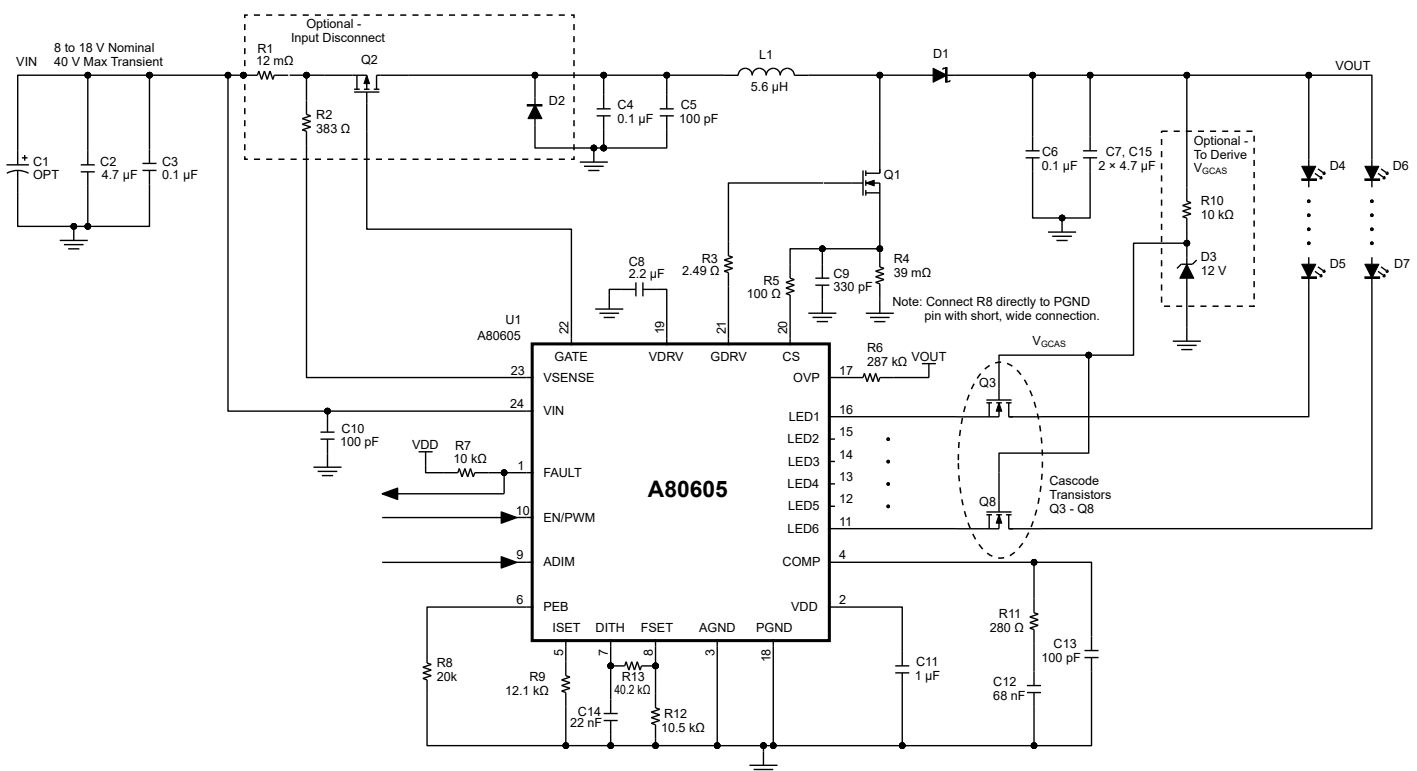 Optional -
Input Disconnect
8 to 18 V Nominal
40 V Max Transient
VIN
R1
12 mΩ
Q2
R2
383 Ω
D2
C4
0.1 µF
C5
100 pF
L1
5.6 µH
D1
VOUT
C1
OPT
+
C2
4.7 µF
C3
0.1 µF
Q1
C6
0.1 µF
C7, C15
2 × 4.7 µF
Optional -
To Derive
VGCAS
R10
10 kΩ
D3
12 V
D4
D6
D5
D7
C8
2.2 µF
R3
2.49 Ω
R5
100 Ω
C9
330 pF
R4
39 mΩ
Note: Connect R8 directly to PGND
pin with short, wide connection.
U1
A80605
22
19
21
20
GATE
VDRV
GDRV
CS
R6
287 kΩ
VOUT
VGCAS
23
VSENSE
OVP
17
24
VIN
C10
100 pF
LED1
16
Q3
LED2
15
LED3
14
LED4
13
LED5
12
LED6
11
Q8
Cascode
Transistors
Q3 - Q8
VDD
R7
10 kΩ
1
FAULT
A80605
10
EN/PWM
9
ADIM
COMP
4
6
PEB
VDD
2
ISET
DITH
FSET
AGND
PGND
5
7
8
3
18
R8
20k
R9
12.1 kΩ
R13
40.2 kΩ
C14
22 nF
R12
10.5 kΩ
C11
1 µF
R11
280 Ω
C12
68 nF
C13
100 pF